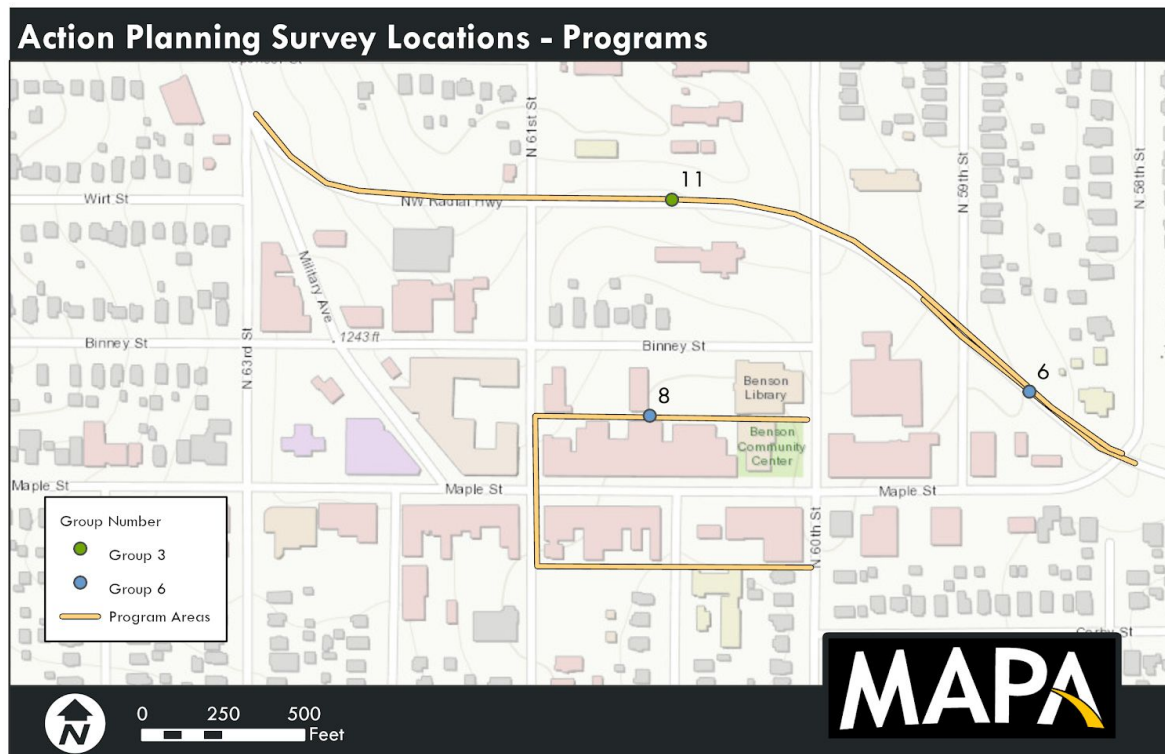 Action Planning Survey Locations - Programs
N 61st St
11
N 59th St
N 58th St
Wirt St
NW Radial Hwy
Military Ave
1243 ft
Binney St
Binney St
N 63rd St
6
Benson
Library
8
Benson
Community
Center
Maple St
Maple St
Maple St
N 60th St
Group Number
Group 3
Group 6
Program Areas
MAPA
N
0 250 500
Feet